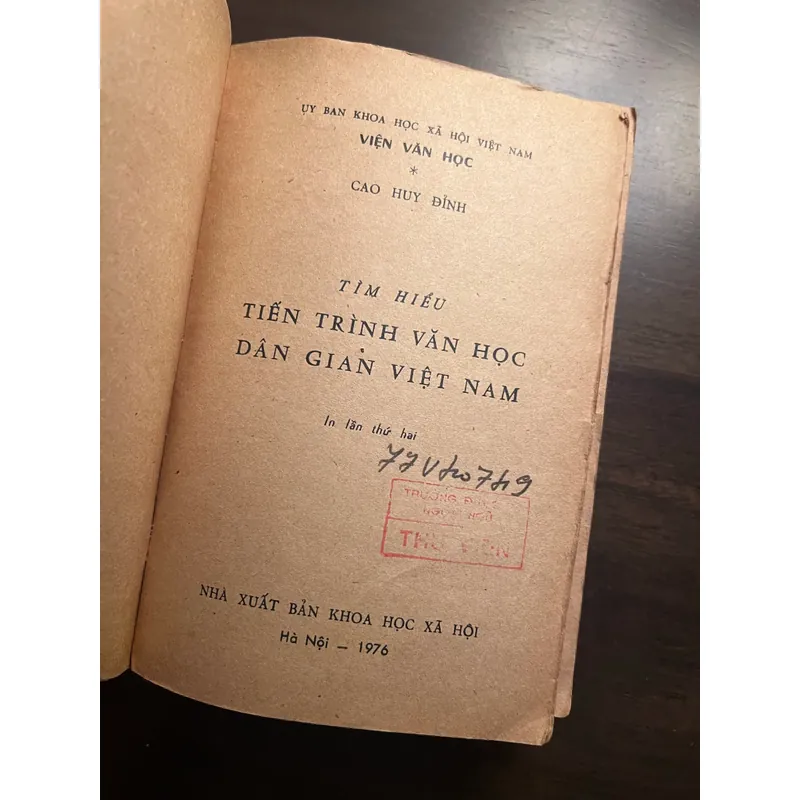 ỦY BAN KHOA HỌC XÃ HỘI VIỆT NAM
VIỆN VĂN HỌC
*
CAO HUY ĐỈNH
TÌM HIỂU
TIẾN TRÌNH VĂN HỌC
DÂN GIAN VIỆT NAM
In lần thứ hai
TRƯỜNG
THƯ VIỆN
NHÀ XUẤT BẢN KHOA HỌC XÃ HỘI
Hà Nội — 1976